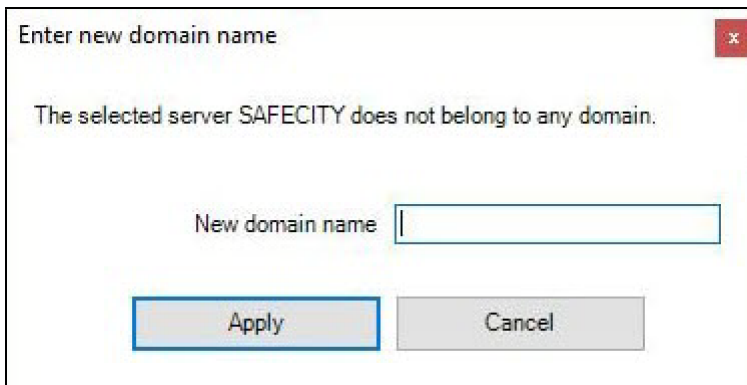 Enter new domain name
x
The selected server SAFECITY does not belong to any domain.
New domain name
Apply Cancel